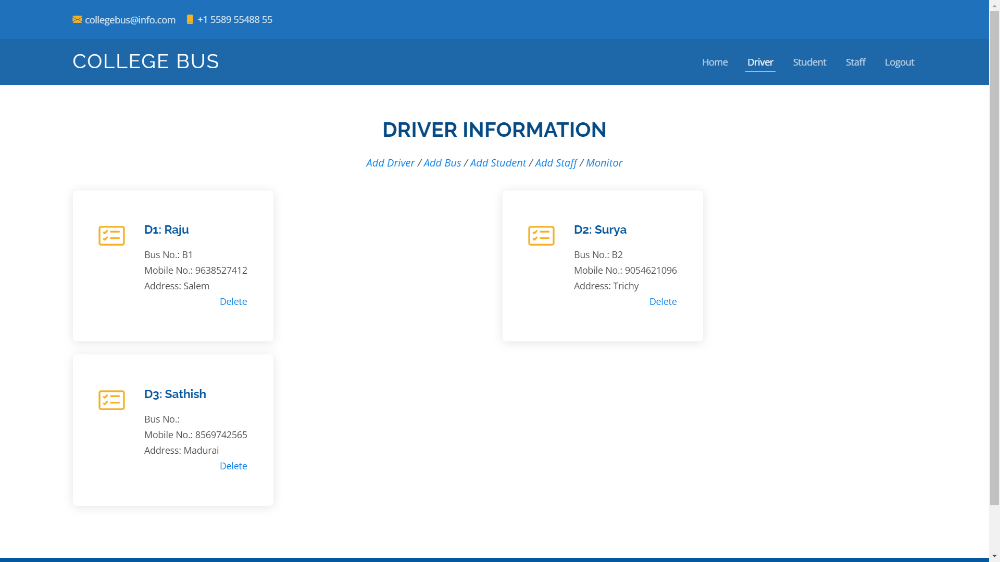 collegebus@info.com +1 5589 55488 55
COLLEGE BUS
Home Driver Student Staff Logout
DRIVER INFORMATION
Add Driver / Add Bus / Add Student / Add Staff / Monitor
D1: Raju
Bus No.: B1
Mobile No.: 9638527412
Address: Salem
Delete
D2: Surya
Bus No.: B2
Mobile No.: 9054621096
Address: Trichy
Delete
D3: Sathish
Bus No.:
Mobile No.: 8569742565
Address: Madurai
Delete